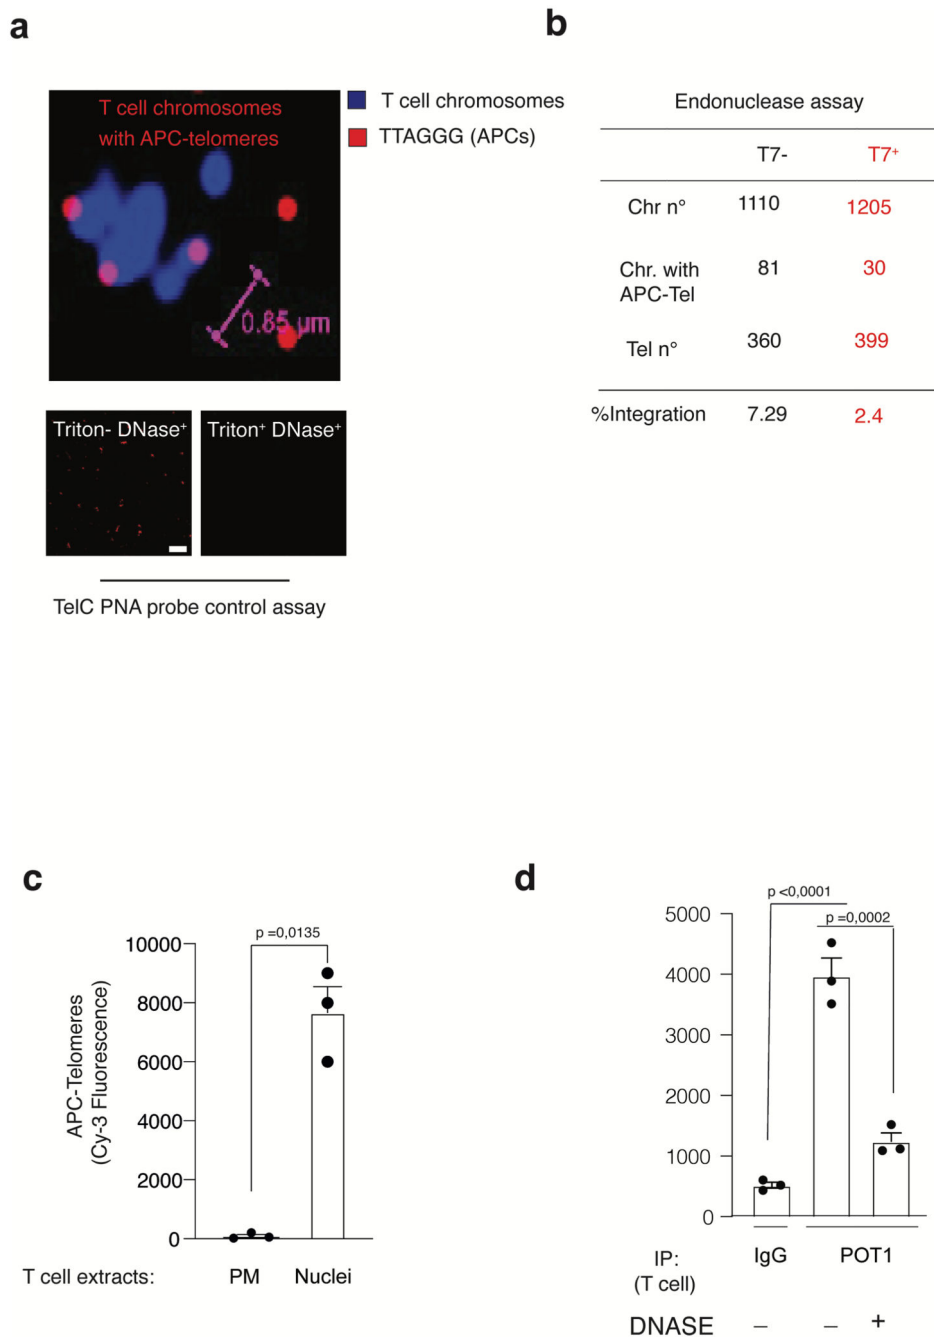 a
T cell chromosomes
with APC-telomeres
T cell chromosomes
TTAGGG (APCs)
0.85 µm
Triton- DNase⁺
Triton⁺ DNase⁺
TelC PNA probe control assay
b
Endonuclease assay
T7-
T7⁺
Chr n°
1110
1205
Chr. with
APC-Tel
81
30
Tel n°
360
399
%Integration
7.29
2.4
c
p =0,0135
10000
8000
6000
4000
2000
0
APC-Telomeres
(Cy-3 Fluorescence)
T cell extracts:
PM
Nuclei
d
p <0,0001
p =0,0002
5000
4000
3000
2000
1000
0
IP:
(T cell)
IgG
POT1
DNASE
–
–
+